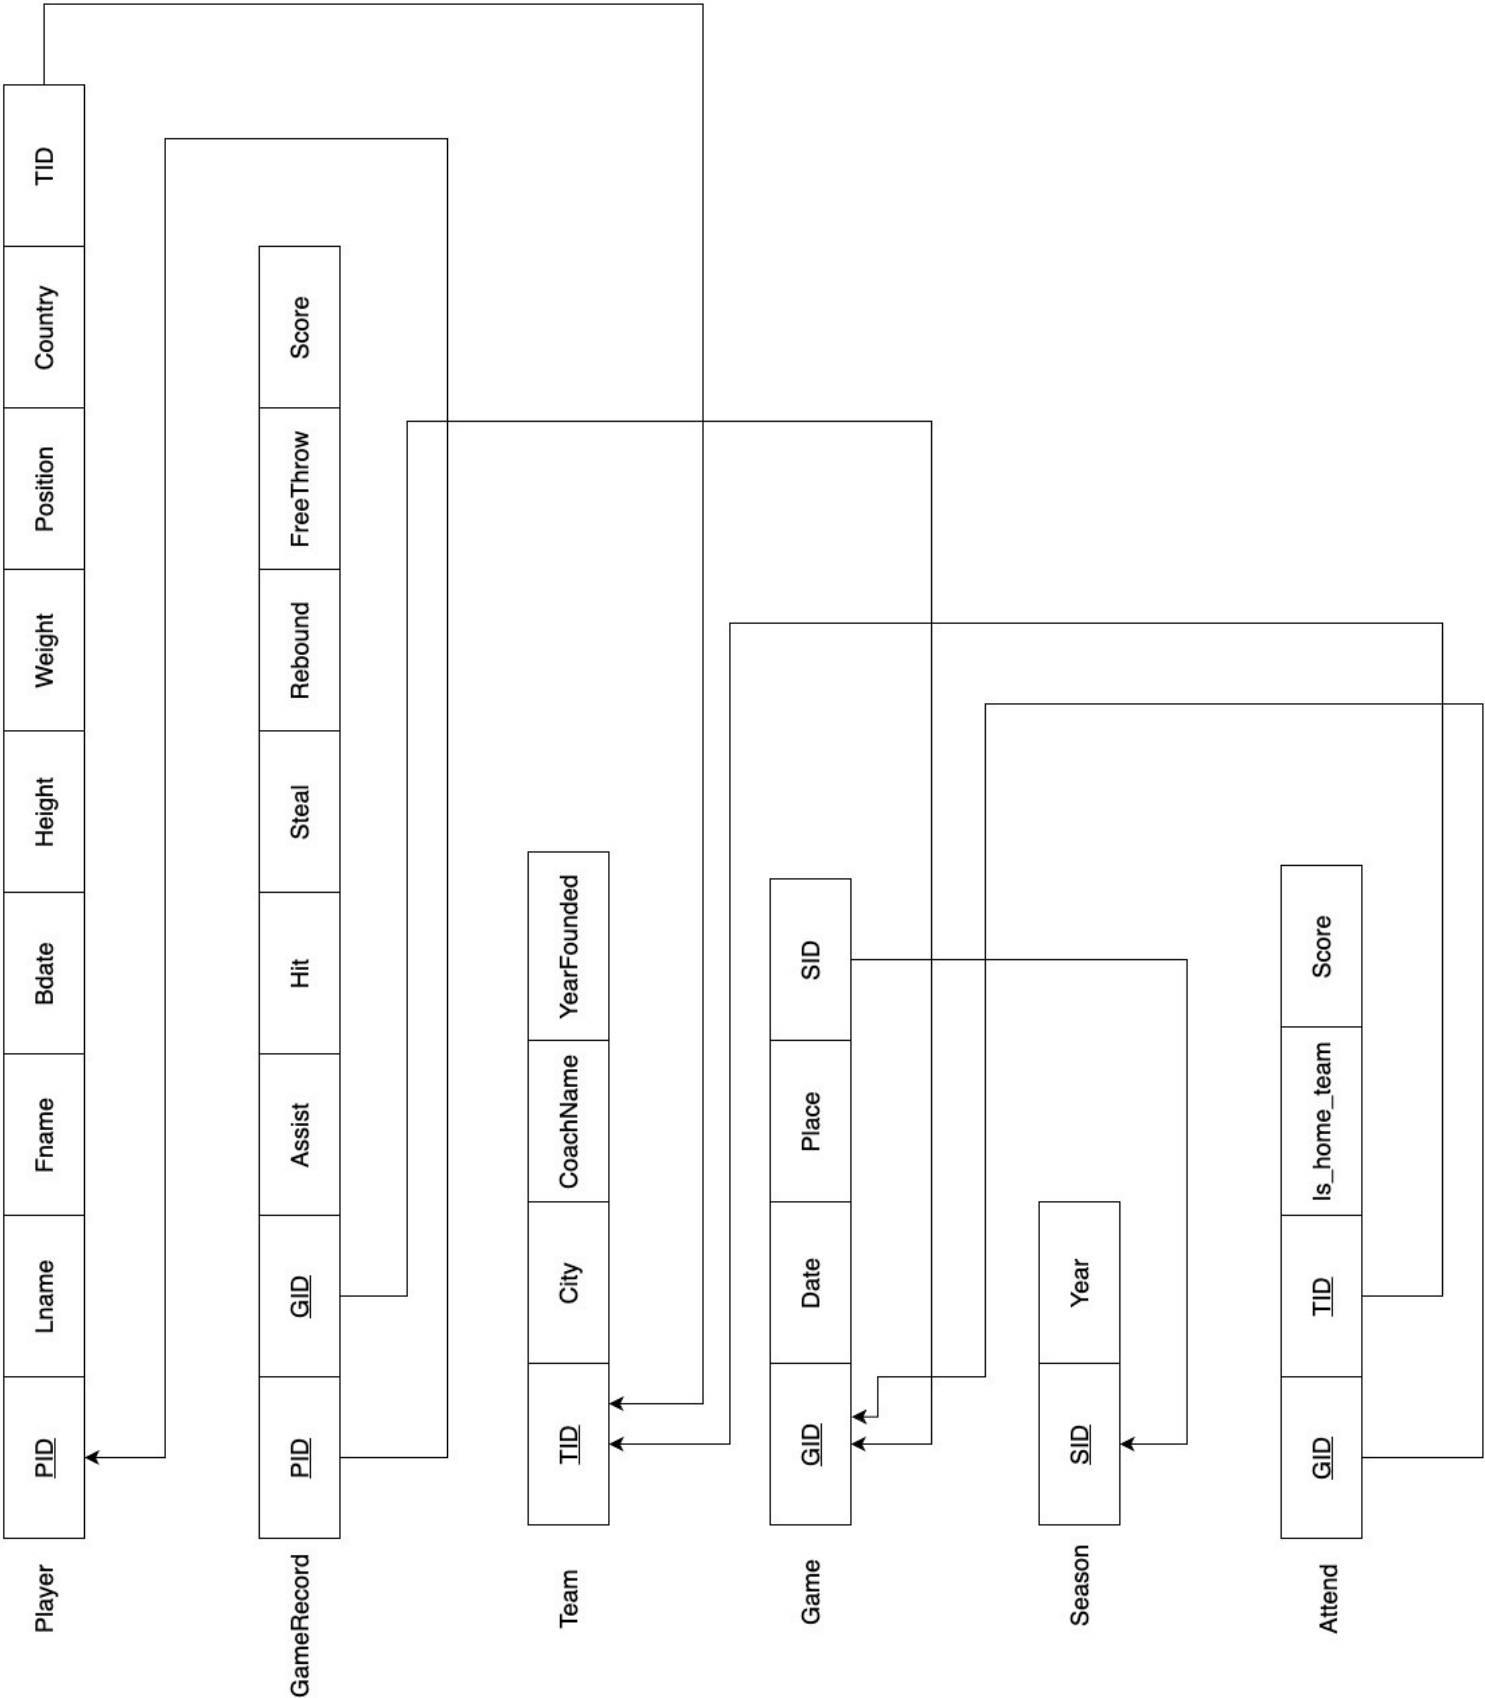 Player
PID Lname Fname Bdate Height Weight Position Country TID
GameRecord
PID GID Assist Hit Steal Rebound FreeThrow Score
Team
TID City CoachName YearFounded
Game
GID Date Place SID
Season
SID Year
Attend
GID TID Is_home_team Score